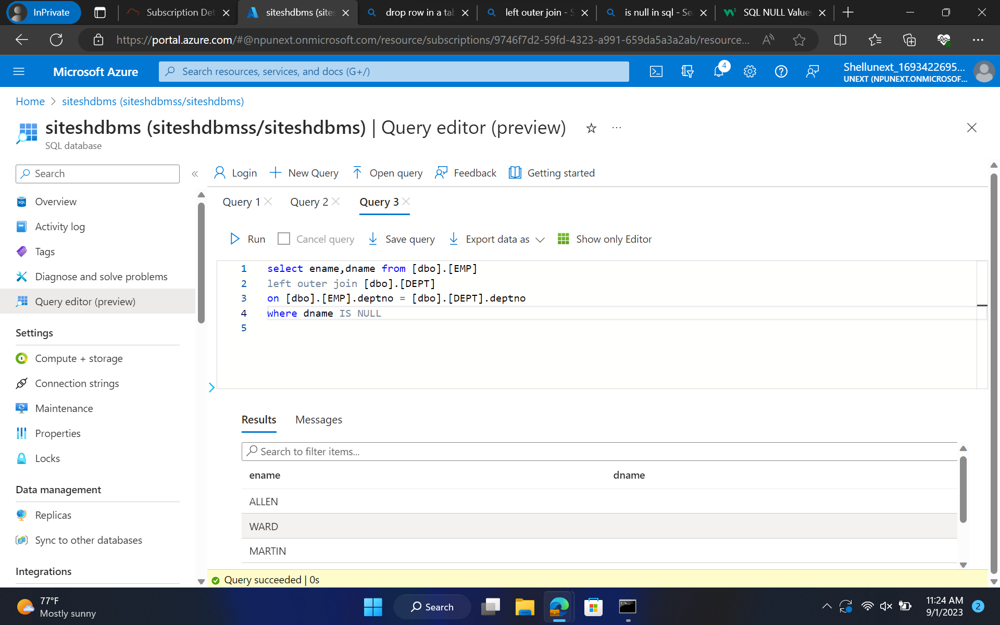 InPrivate
Subscription Det
siteshdbms (sites
drop row in a tab
left outer join - S
is null in sql - Se
SQL NULL Values
https://portal.azure.com/#@npunext.onmicrosoft.com/resource/subscriptions/9746f7d2-59fd-4323-a991-659da5a3a2ab/resource...
Microsoft Azure
Search resources, services, and docs (G+/)
4
Shellunext_1693422695...
UNEXT (NPUNEXT.ONMICROSOF...
Home > siteshdbms (siteshdbmss/siteshdbms)
siteshdbms (siteshdbmss/siteshdbms) | Query editor (preview)
SQL database
Search
Login
New Query
Open query
Feedback
Getting started
Overview
Activity log
Tags
Diagnose and solve problems
Query editor (preview)
Settings
Compute + storage
Connection strings
Maintenance
Properties
Locks
Data management
Replicas
Sync to other databases
Integrations
Query 1
Query 2
Query 3
Run
Cancel query
Save query
Export data as
Show only Editor
1 select ename,dname from [dbo].[EMP]
2 left outer join [dbo].[DEPT]
3 on [dbo].[EMP].deptno = [dbo].[DEPT].deptno
4 where dname IS NULL
5
Results
Messages
Search to filter items...
ename
dname
ALLEN
WARD
MARTIN
Query succeeded | 0s
77°F
Mostly sunny
Search
11:24 AM
9/1/2023
2